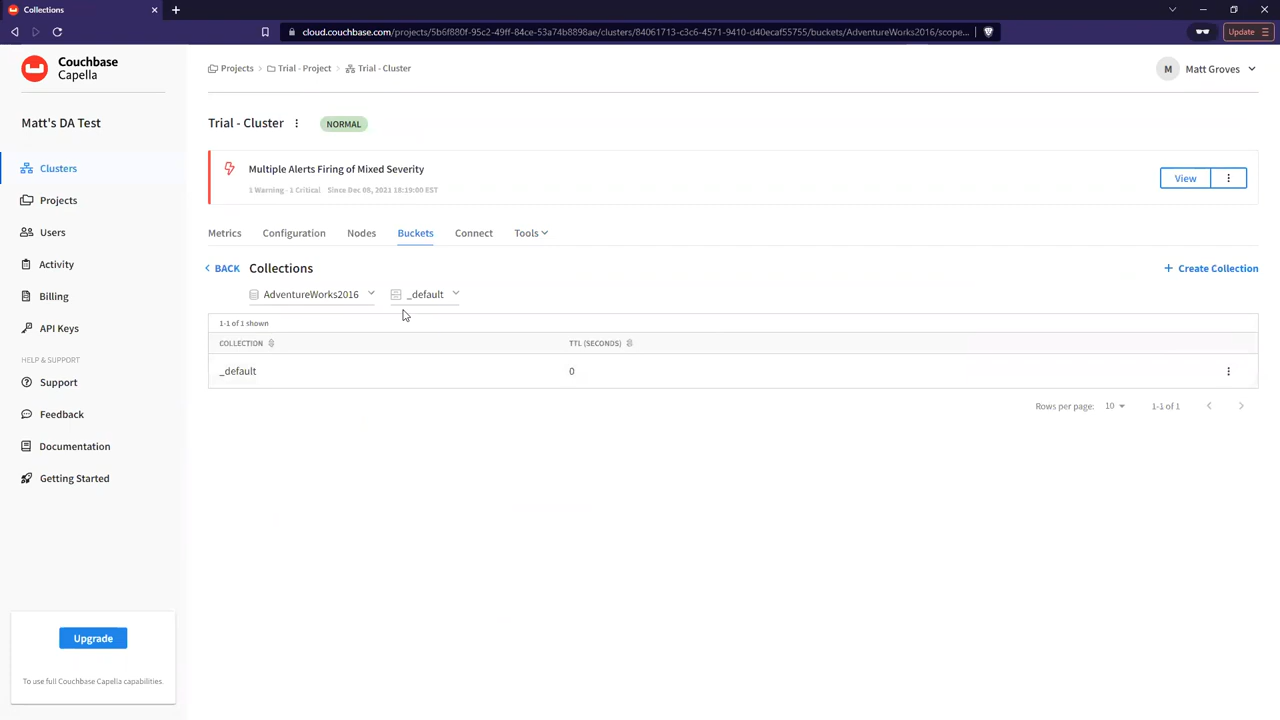 Collections
cloud.couchbase.com/projects/5b6f880f-95c2-49ff-84ce-53a74b8898ae/clusters/84061713-c3c6-4571-9410-d40ecaf55755/buckets/AdventureWorks2016/scope...
Update
Couchbase
Capella
Projects > Trial - Project > Trial - Cluster
M Matt Groves
Matt's DA Test
Trial - Cluster NORMAL
Clusters
Projects
Users
Activity
Billing
API Keys
HELP & SUPPORT
Support
Feedback
Documentation
Getting Started
Upgrade
To use full Couchbase Capella capabilities.
Multiple Alerts Firing of Mixed Severity
1 Warning · 1 Critical Since Dec 08, 2021 18:19:00 EST
View
Metrics Configuration Nodes Buckets Connect Tools
< BACK Collections + Create Collection
AdventureWorks2016 _default
1-1 of 1 shown
COLLECTION TTL (SECONDS)
_default 0
Rows per page: 10 1-1 of 1